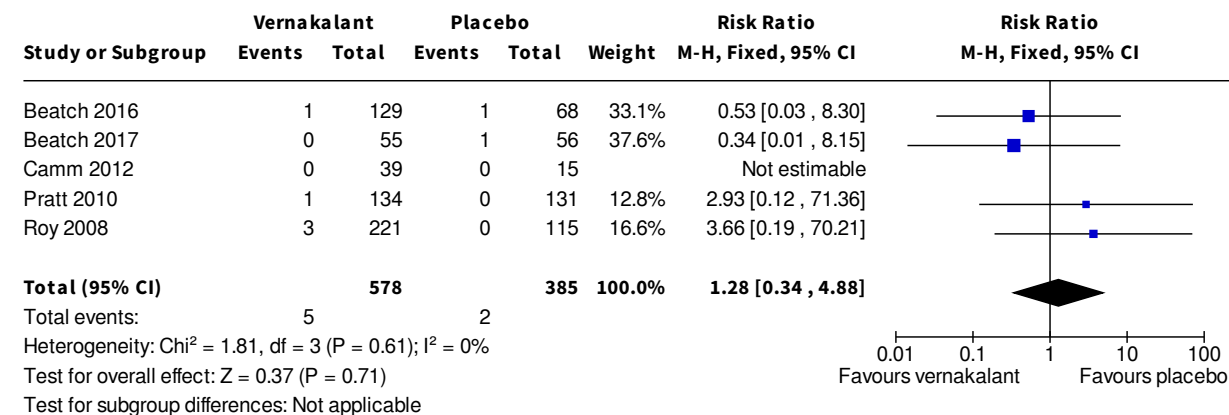 Vernakalant Placebo Risk Ratio Risk Ratio
Study or Subgroup Events Total Events Total Weight M-H, Fixed, 95% CI M-H, Fixed, 95% CI
Beatch 2016 1 129 1 68 33.1% 0.53 [0.03 , 8.30]
Beatch 2017 0 55 1 56 37.6% 0.34 [0.01 , 8.15]
Camm 2012 0 39 0 15 Not estimable
Pratt 2010 1 134 0 131 12.8% 2.93 [0.12 , 71.36]
Roy 2008 3 221 0 115 16.6% 3.66 [0.19 , 70.21]
Total (95% CI) 578 385 100.0% 1.28 [0.34 , 4.88]
Total events: 5 2
Heterogeneity: Chi² = 1.81, df = 3 (P = 0.61); I² = 0%
0.01 0.1 1 10 100
Test for overall effect: Z = 0.37 (P = 0.71)
Favours vernakalant Favours placebo
Test for subgroup differences: Not applicable